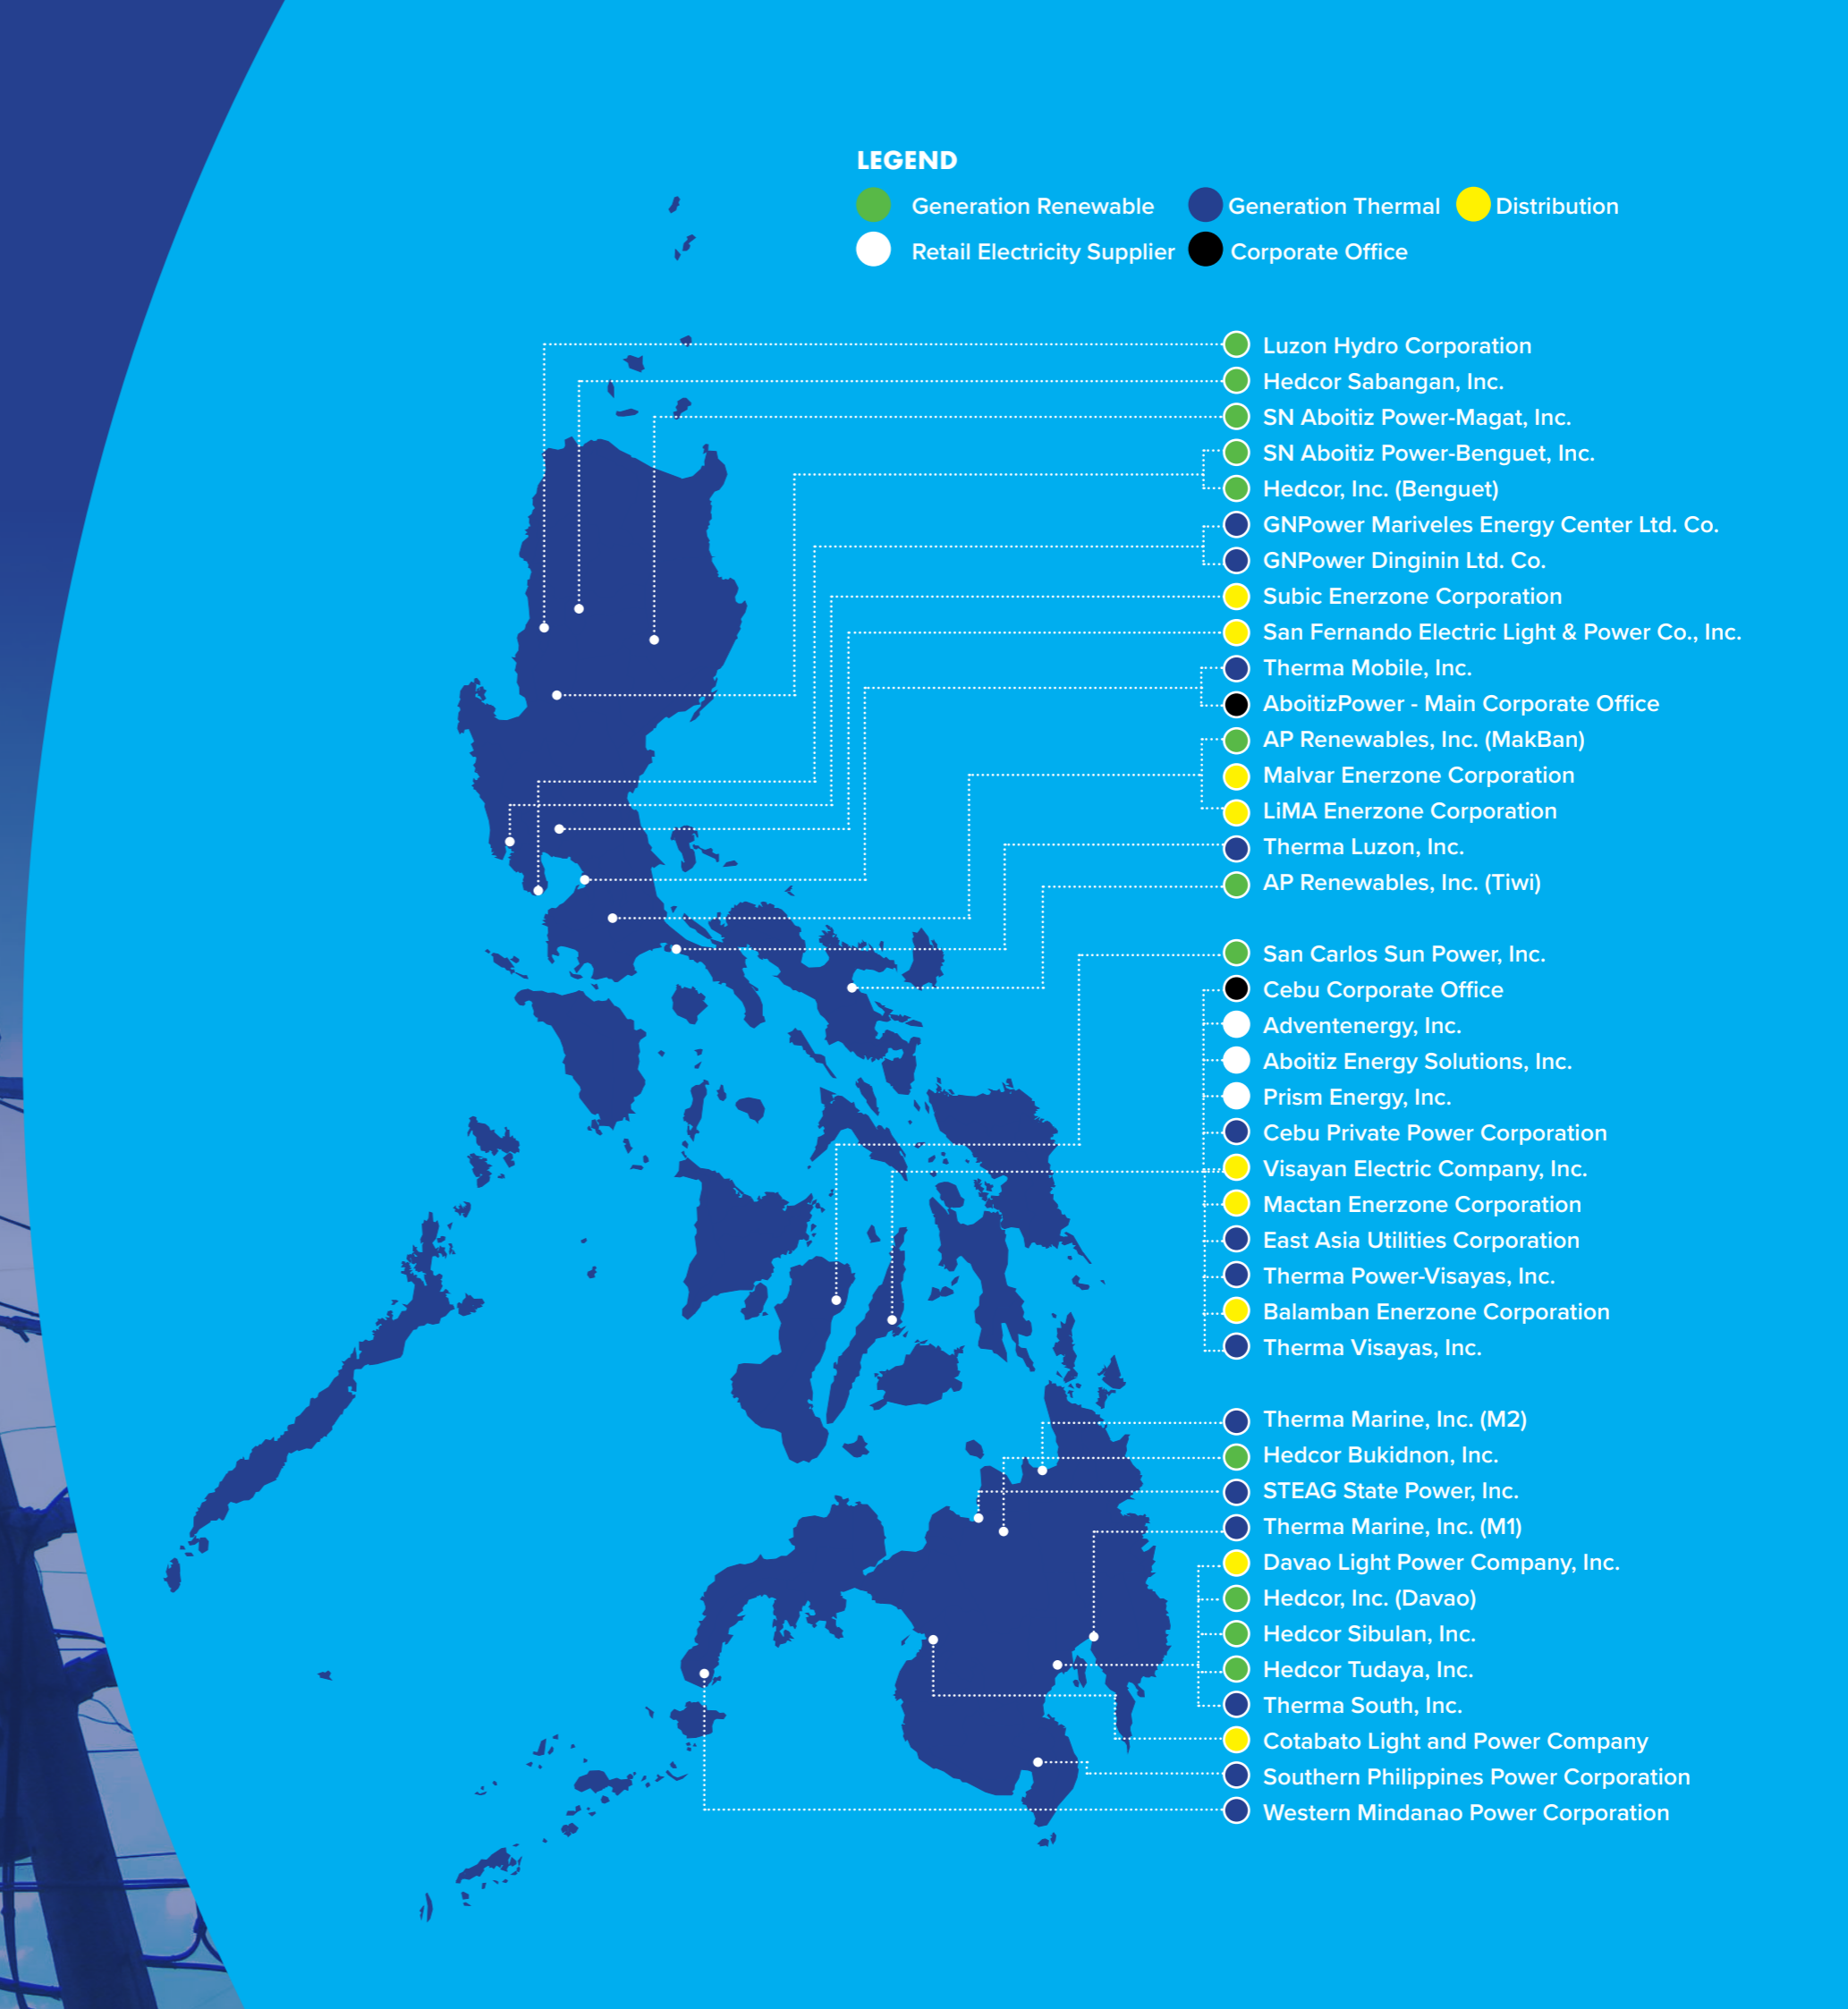 LEGEND
Generation Renewable
Generation Thermal
Distribution
Retail Electricity Supplier
Corporate Office
Luzon Hydro Corporation
Hedcor Sabangan, Inc.
SN Aboitiz Power-Magat, Inc.
SN Aboitiz Power-Benguet, Inc.
Hedcor, Inc. (Benguet)
GNPower Mariveles Energy Center Ltd. Co.
GNPower Dinginin Ltd. Co.
Subic Enerzone Corporation
San Fernando Electric Light & Power Co., Inc.
Therma Mobile, Inc.
AboitizPower - Main Corporate Office
AP Renewables, Inc. (MakBan)
Malvar Enerzone Corporation
LiMA Enerzone Corporation
Therma Luzon, Inc.
AP Renewables, Inc. (Tiwi)
San Carlos Sun Power, Inc.
Cebu Corporate Office
Adventenergy, Inc.
Aboitiz Energy Solutions, Inc.
Prism Energy, Inc.
Cebu Private Power Corporation
Visayan Electric Company, Inc.
Mactan Enerzone Corporation
East Asia Utilities Corporation
Therma Power-Visayas, Inc.
Balamban Enerzone Corporation
Therma Visayas, Inc.
Therma Marine, Inc. (M2)
Hedcor Bukidnon, Inc.
STEAG State Power, Inc.
Therma Marine, Inc. (M1)
Davao Light Power Company, Inc.
Hedcor, Inc. (Davao)
Hedcor Sibulan, Inc.
Hedcor Tudaya, Inc.
Therma South, Inc.
Cotabato Light and Power Company
Southern Philippines Power Corporation
Western Mindanao Power Corporation